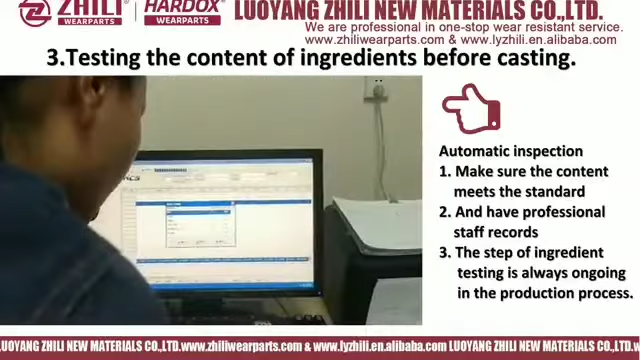 ZHILI®
WEARPARTS
HARDOX
WEARPARTS
LUOYANG ZHILI NEW MATERIALS CO.,LTD.
We are professional in one-stop wear resistant service.
www.zhiliwearparts.com & www.lyzhili.en.alibaba.com
3.Testing the content of ingredients before casting.
Automatic inspection
1. Make sure the content
meets the standard
2. And have professional
staff records
3. The step of ingredient
testing is always ongoing
in the production process.
LUOYANG ZHILI NEW MATERIALS CO.,LTD.www.zhiliwearparts.com & www.lyzhili.en.alibaba.com LUOYANG ZHILI NEW MATERIALS CO.,LTD.